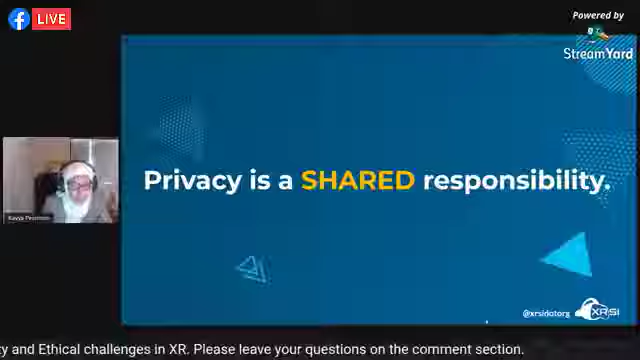 LIVE
Powered by
StreamYard
Privacy is a SHARED responsibility.
@xrsidotorg
XRSI
ty and Ethical challenges in XR. Please leave your questions on the comment section.